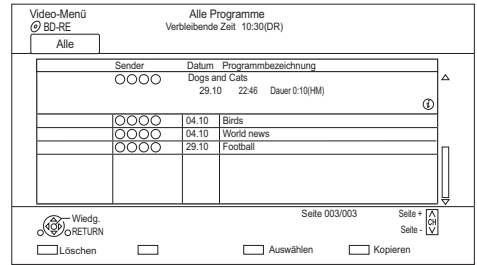 Video-Menü Alle Programme
BD-RE Verbleibende Zeit 10:30(DR)
Alle
Sender Datum Programmbezeichnung
Dogs and Cats
29.10 22:46 Dauer 0:10(HM)
04.10 Birds
04.10 World news
29.10 Football
Seite 003/003 Seite +
CH
Seite -
Wiedg.
RETURN
Löschen Auswählen Kopieren